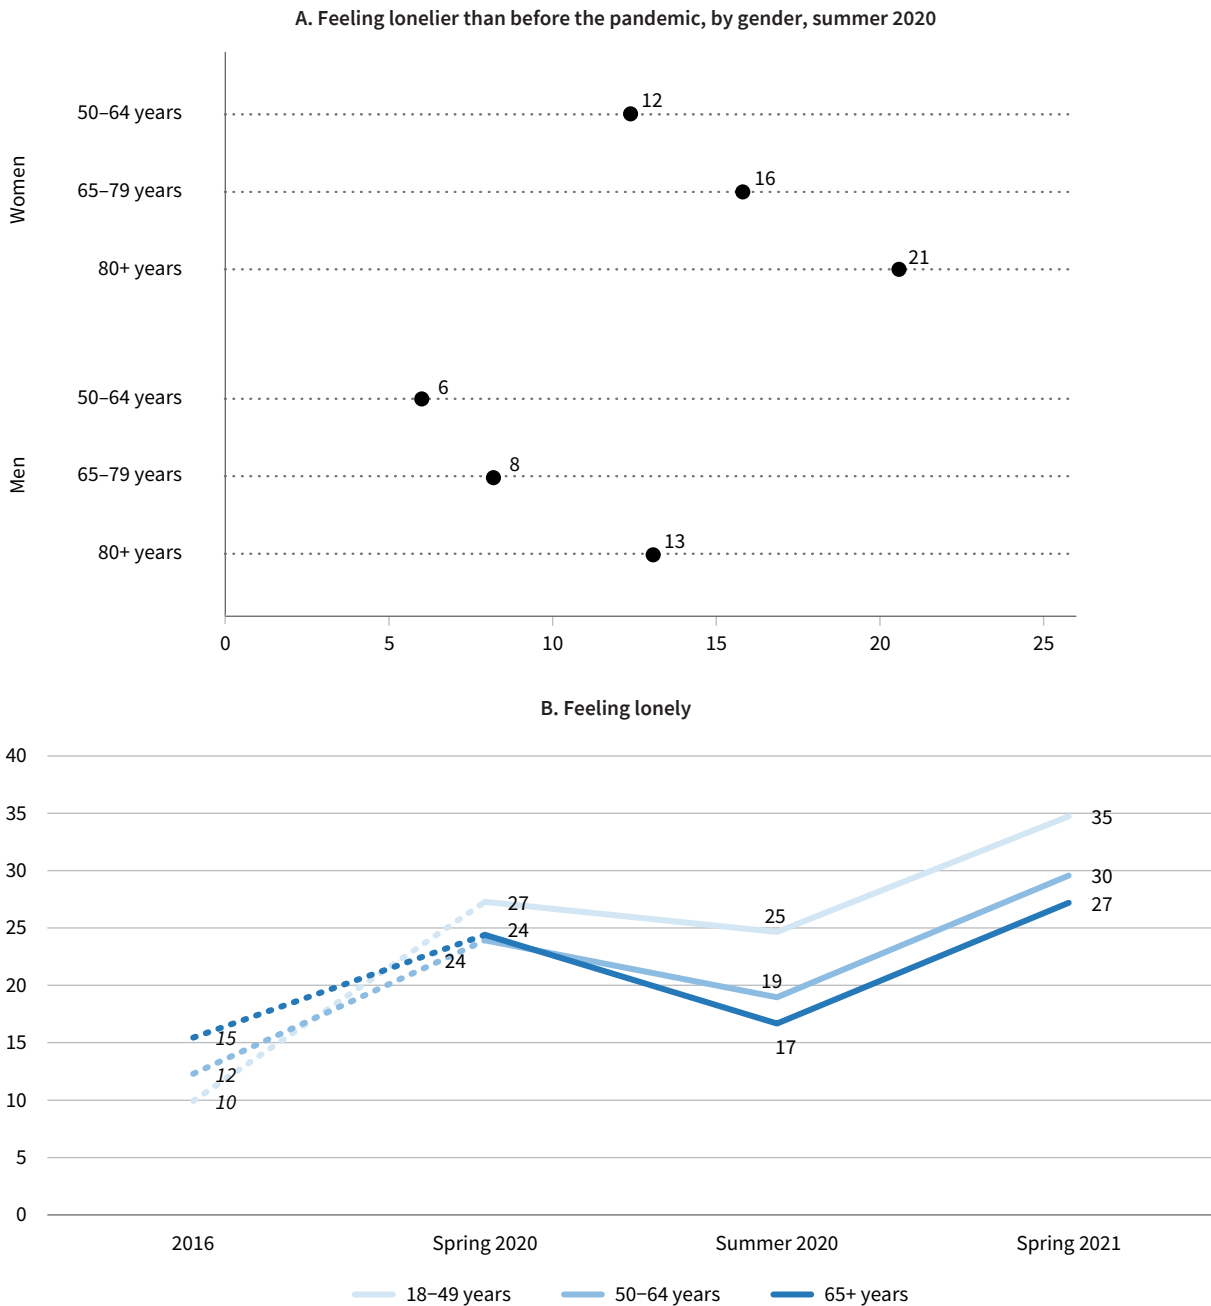 A. Feeling lonelier than before the pandemic, by gender, summer 2020
Women
50–64 years
12
65–79 years
16
80+ years
21
Men
50–64 years
6
65–79 years
8
80+ years
13
0 5 10 15 20 25
B. Feeling lonely
40
35
30
25
20
15
10
5
0
15
12
10
27
24
24
25
19
17
35
30
27
2016 Spring 2020 Summer 2020 Spring 2021
18–49 years 50–64 years 65+ years